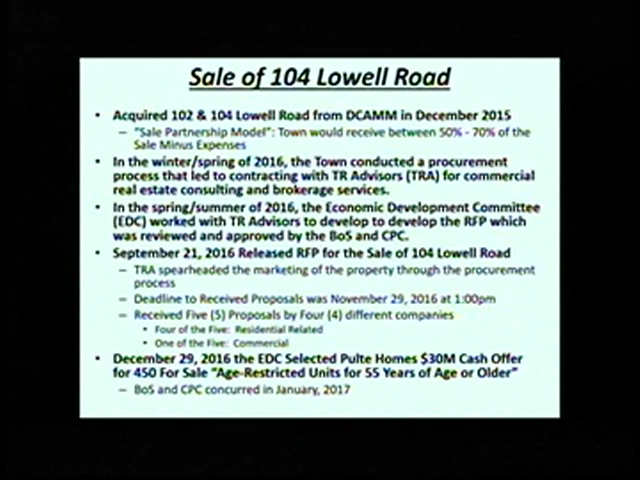 Sale of 104 Lowell Road
• Acquired 102 & 104 Lowell Road from DCAMM in December 2015
– "Sale Partnership Model": Town would receive between 50% - 70% of the
Sale Minus Expenses
• In the winter/spring of 2016, the Town conducted a procurement
process that led to contracting with TR Advisors (TRA) for commercial
real estate consulting and brokerage services.
• In the spring/summer of 2016, the Economic Development Committee
(EDC) worked with TR Advisors to develop to develop the RFP which
was reviewed and approved by the BoS and CPC.
• September 21, 2016 Released RFP for the Sale of 104 Lowell Road
– TRA spearheaded the marketing of the property through the procurement
process
– Deadline to Received Proposals was November 29, 2016 at 1:00pm
– Received Five (5) Proposals by Four (4) different companies
• Four of the Five: Residential Related
• One of the Five: Commercial
• December 29, 2016 the EDC Selected Pulte Homes $30M Cash Offer
for 450 For Sale "Age-Restricted Units for 55 Years of Age or Older"
– BoS and CPC concurred in January, 2017